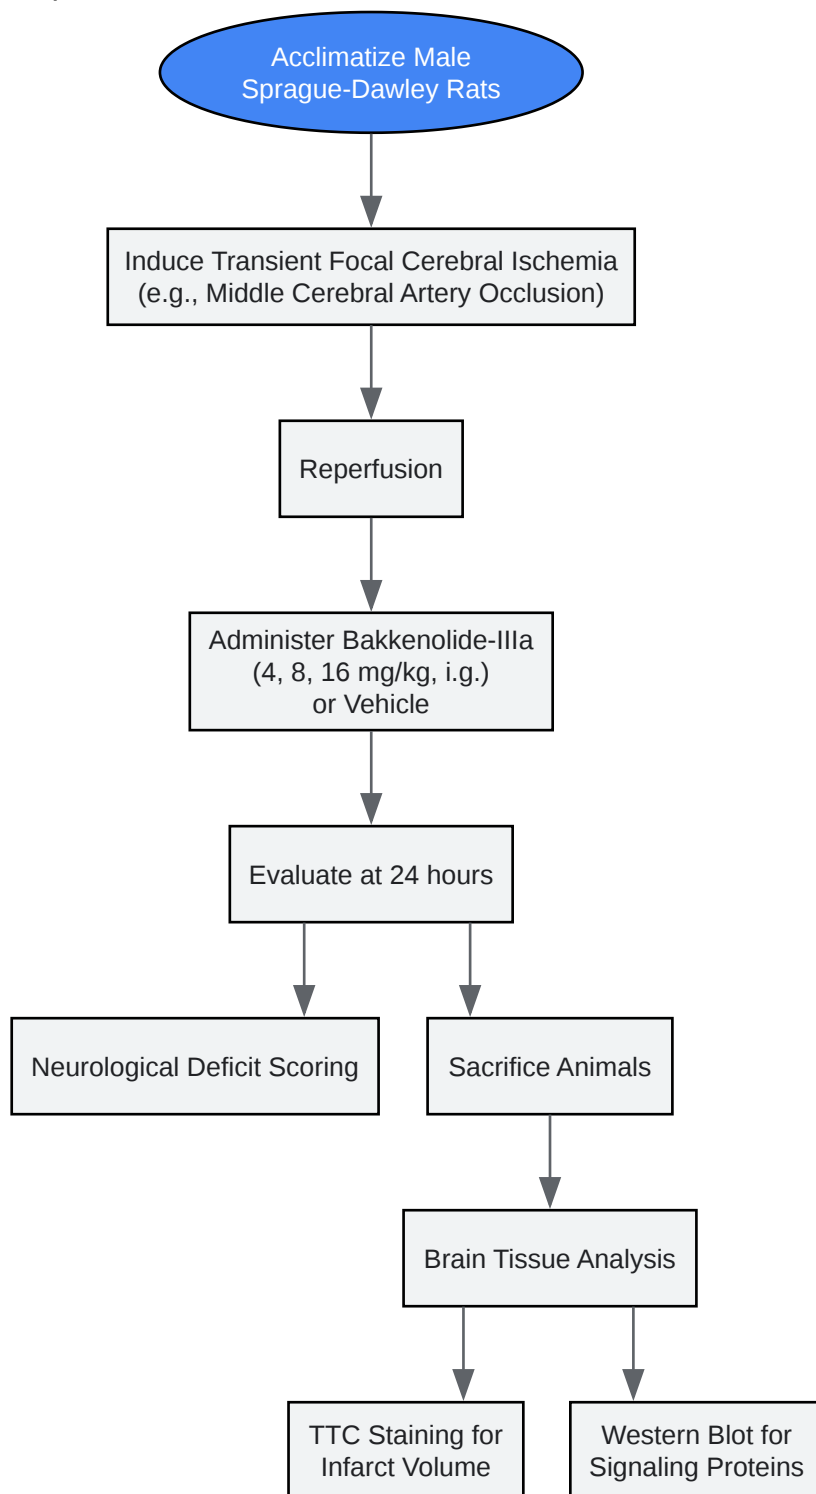 Acclimatize Male
Sprague-Dawley Rats
Induce Transient Focal Cerebral Ischemia
(e.g., Middle Cerebral Artery Occlusion)
Reperfusion
Administer Bakkenolide-IIIa
(4, 8, 16 mg/kg, i.g.)
or Vehicle
Evaluate at 24 hours
Neurological Deficit Scoring
Sacrifice Animals
Brain Tissue Analysis
TTC Staining for
Infarct Volume
Western Blot for
Signaling Proteins